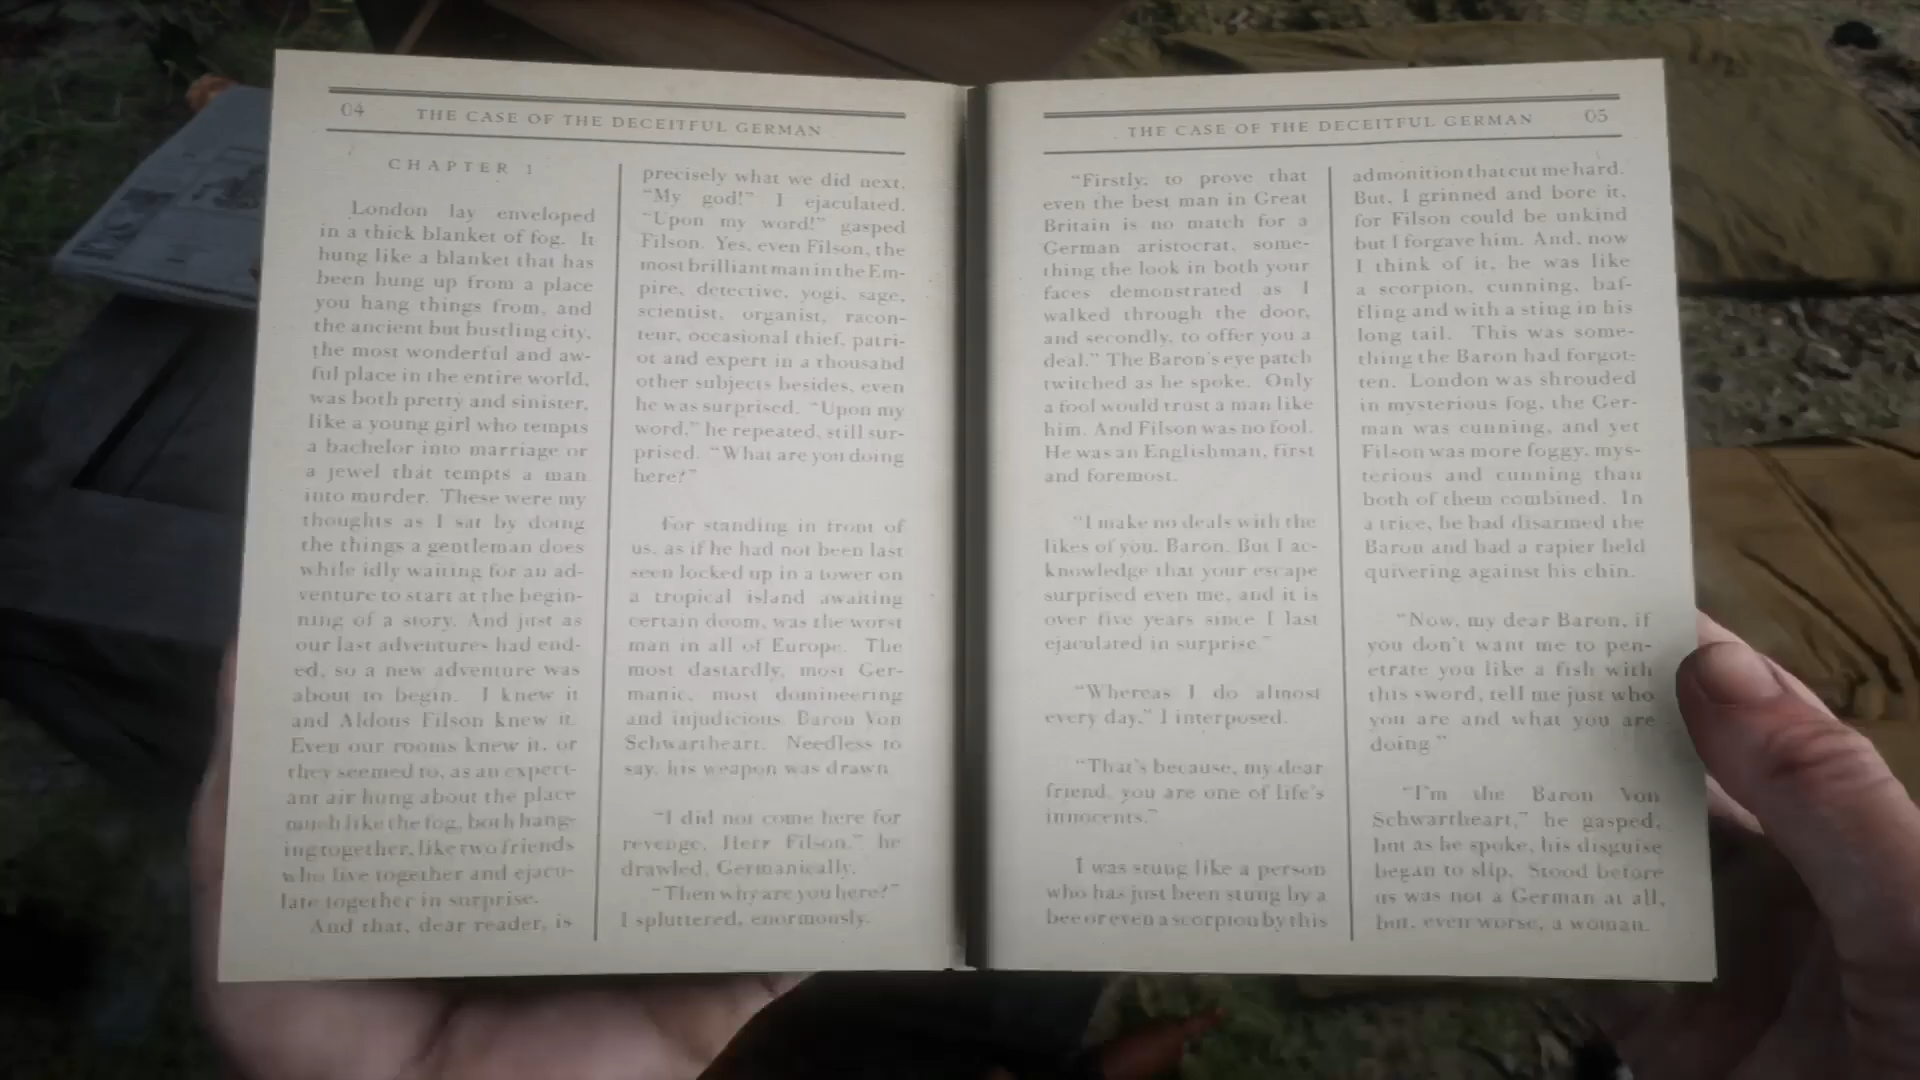 04
THE CASE OF THE DECEITFUL GERMAN
CHAPTER 1
London lay enveloped
in a thick blanket of fog. It
hung like a blanket that has
been hung up from a place
you hang things from, and
the ancient but bustling city,
the most wonderful and aw-
ful place in the entire world,
was both pretty and sinister,
like a young girl who tempts
a bachelor into marriage or
a jewel that tempts a man
into murder. These were my
thoughts as I sat by doing
the things a gentleman does
while idly waiting for an ad-
venture to start at the begin-
ning of a story. And just as
our last adventures had end-
ed, so a new adventure was
about to begin. I knew it
and Aldous Filson knew it.
Even our rooms knew it, or
they seemed to, as an expect-
ant air hung about the place
much like the fog, both hang-
ing together, like two friends
who live together and ejacu-
late together in surprise.
And that, dear reader, is
precisely what we did next.
“My god!” I ejaculated.
“Upon my word!” gasped
Filson. Yes, even Filson, the
most brilliant man in the Em-
pire, detective, yogi, sage,
scientist, organist, racon-
teur, occasional thief, patri-
ot and expert in a thousand
other subjects besides, even
he was surprised. “Upon my
word,” he repeated, still sur-
prised. “What are you doing
here?”
For standing in front of
us, as if he had not been last
seen locked up in a tower on
a tropical island awaiting
certain doom, was the worst
man in all of Europe. The
most dastardly, most Ger-
manic, most domineering
and injudicious, Baron Von
Schwartheart. Needless to
say, his weapon was drawn.
“I did not come here for
revenge, Herr Filson,” he
drawled, Germanically.
“Then why are you here?”
I spluttered, enormously.
THE CASE OF THE DECEITFUL GERMAN
05
“Firstly, to prove that
even the best man in Great
Britain is no match for a
German aristocrat, some-
thing the look in both your
faces demonstrated as I
walked through the door,
and secondly, to offer you a
deal.” The Baron's eye patch
twitched as he spoke. Only
a fool would trust a man like
him. And Filson was no fool.
He was an Englishman, first
and foremost.
“I make no deals with the
likes of you, Baron. But I ac-
knowledge that your escape
surprised even me, and it is
over five years since I last
ejaculated in surprise.”
“Whereas I do almost
every day,” I interposed.
“That's because, my dear
friend, you are one of life's
innocents.”
I was stung like a person
who has just been stung by a
bee or even a scorpion by this
admonition that cut me hard.
But, I grinned and bore it,
for Filson could be unkind
but I forgave him. And, now
I think of it, he was like
a scorpion, cunning, baf-
fling and with a sting in his
long tail. This was some-
thing the Baron had forgot-
ten. London was shrouded
in mysterious fog, the Ger-
man was cunning, and yet
Filson was more foggy, mys-
terious and cunning than
both of them combined. In
a trice, he had disarmed the
Baron and had a rapier held
quivering against his chin.
“Now, my dear Baron, if
you don't want me to pen-
etrate you like a fish with
this sword, tell me just who
you are and what you are
doing.”
“I'm the Baron Von
Schwartheart,” he gasped,
but as he spoke, his disguise
began to slip. Stood before
us was not a German at all,
but, even worse, a woman.